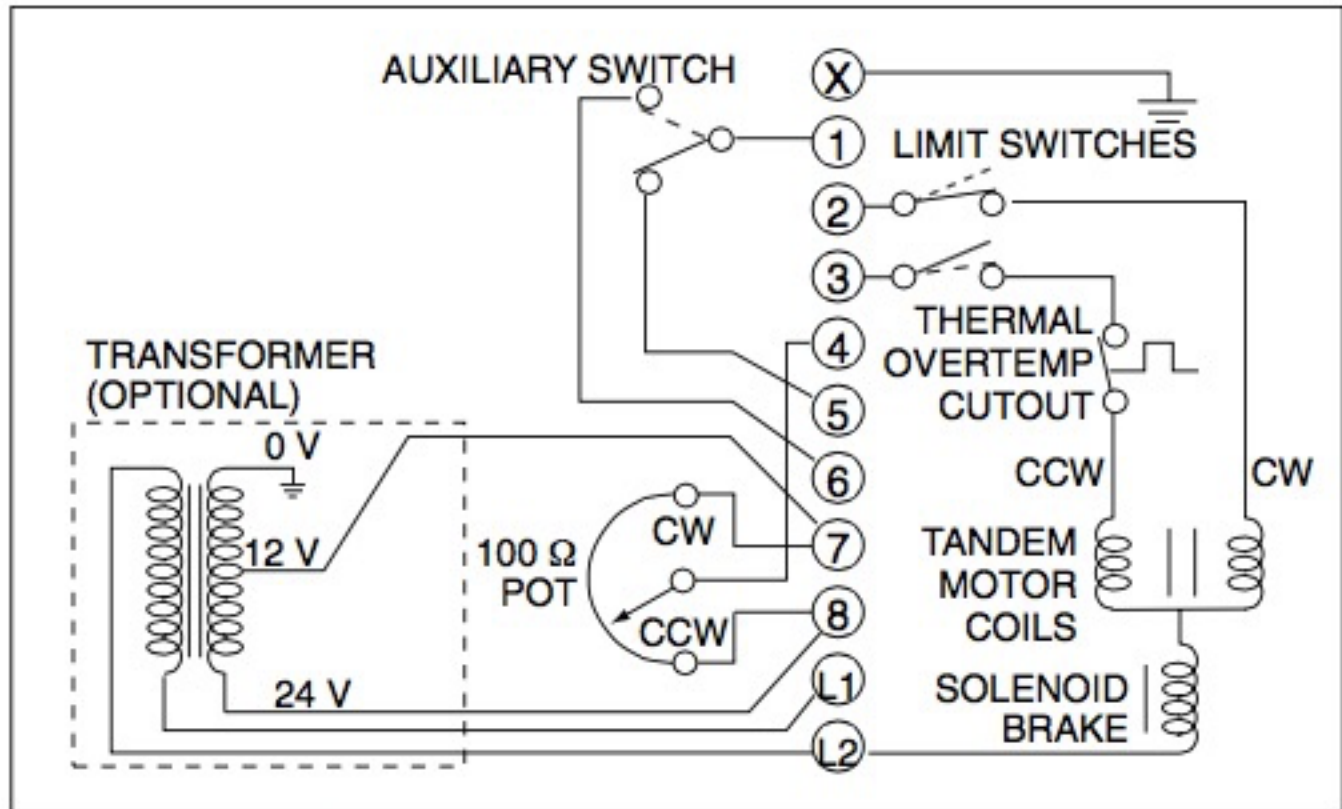 AUXILIARY SWITCH
X
1
LIMIT SWITCHES
2
3
THERMAL
OVERTEMP
CUTOUT
4
TRANSFORMER
(OPTIONAL)
5
0 V
6
CCW
CW
CW
7
12 V
100 Ω
POT
TANDEM
MOTOR
COILS
8
CCW
24 V
L1
SOLENOID
BRAKE
L2